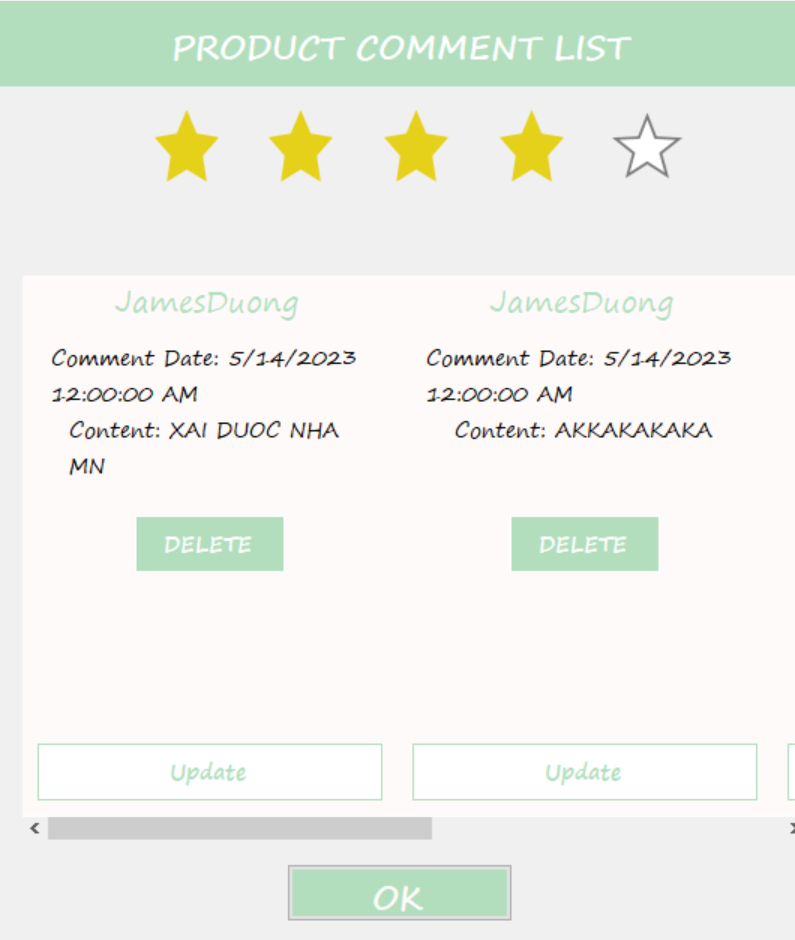 PRODUCT COMMENT LIST
JamesDuong
Comment Date: 5/14/2023
12:00:00 AM
Content: XAI DUOC NHA
MN
DELETE
Update
JamesDuong
Comment Date: 5/14/2023
12:00:00 AM
Content: AKKAKAKAKA
DELETE
Update
OK